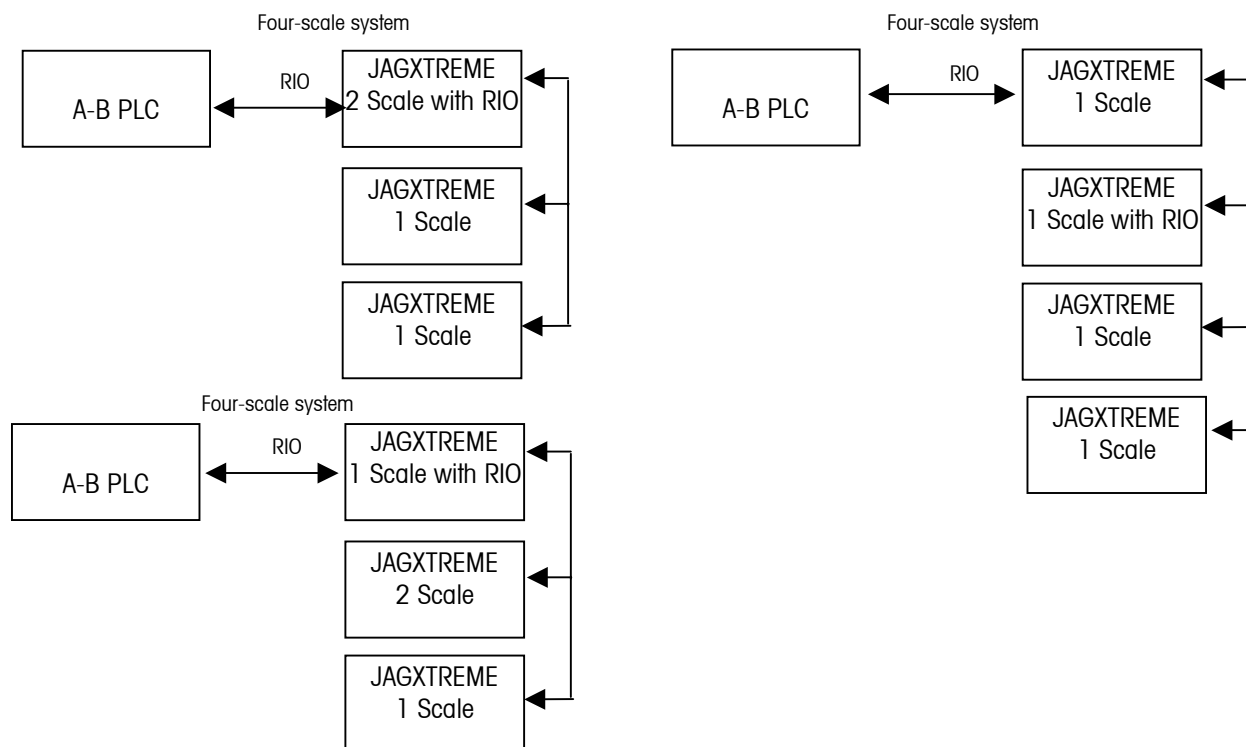 Four-scale system
A-B PLC
RIO
JAGXTREME
2 Scale with RIO
JAGXTREME
1 Scale
JAGXTREME
1 Scale
Four-scale system
A-B PLC
RIO
JAGXTREME
1 Scale with RIO
JAGXTREME
2 Scale
JAGXTREME
1 Scale
Four-scale system
A-B PLC
RIO
JAGXTREME
1 Scale
JAGXTREME
1 Scale with RIO
JAGXTREME
1 Scale
JAGXTREME
1 Scale